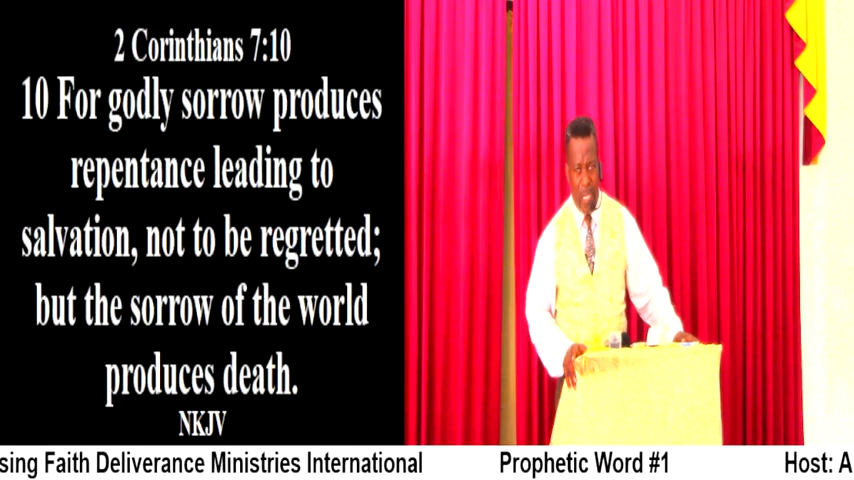 2 Corinthians 7:10
10 For godly sorrow produces
repentance leading to
salvation, not to be regretted;
but the sorrow of the world
produces death.
NKJV
sing Faith Deliverance Ministries International Prophetic Word #1 Host: A